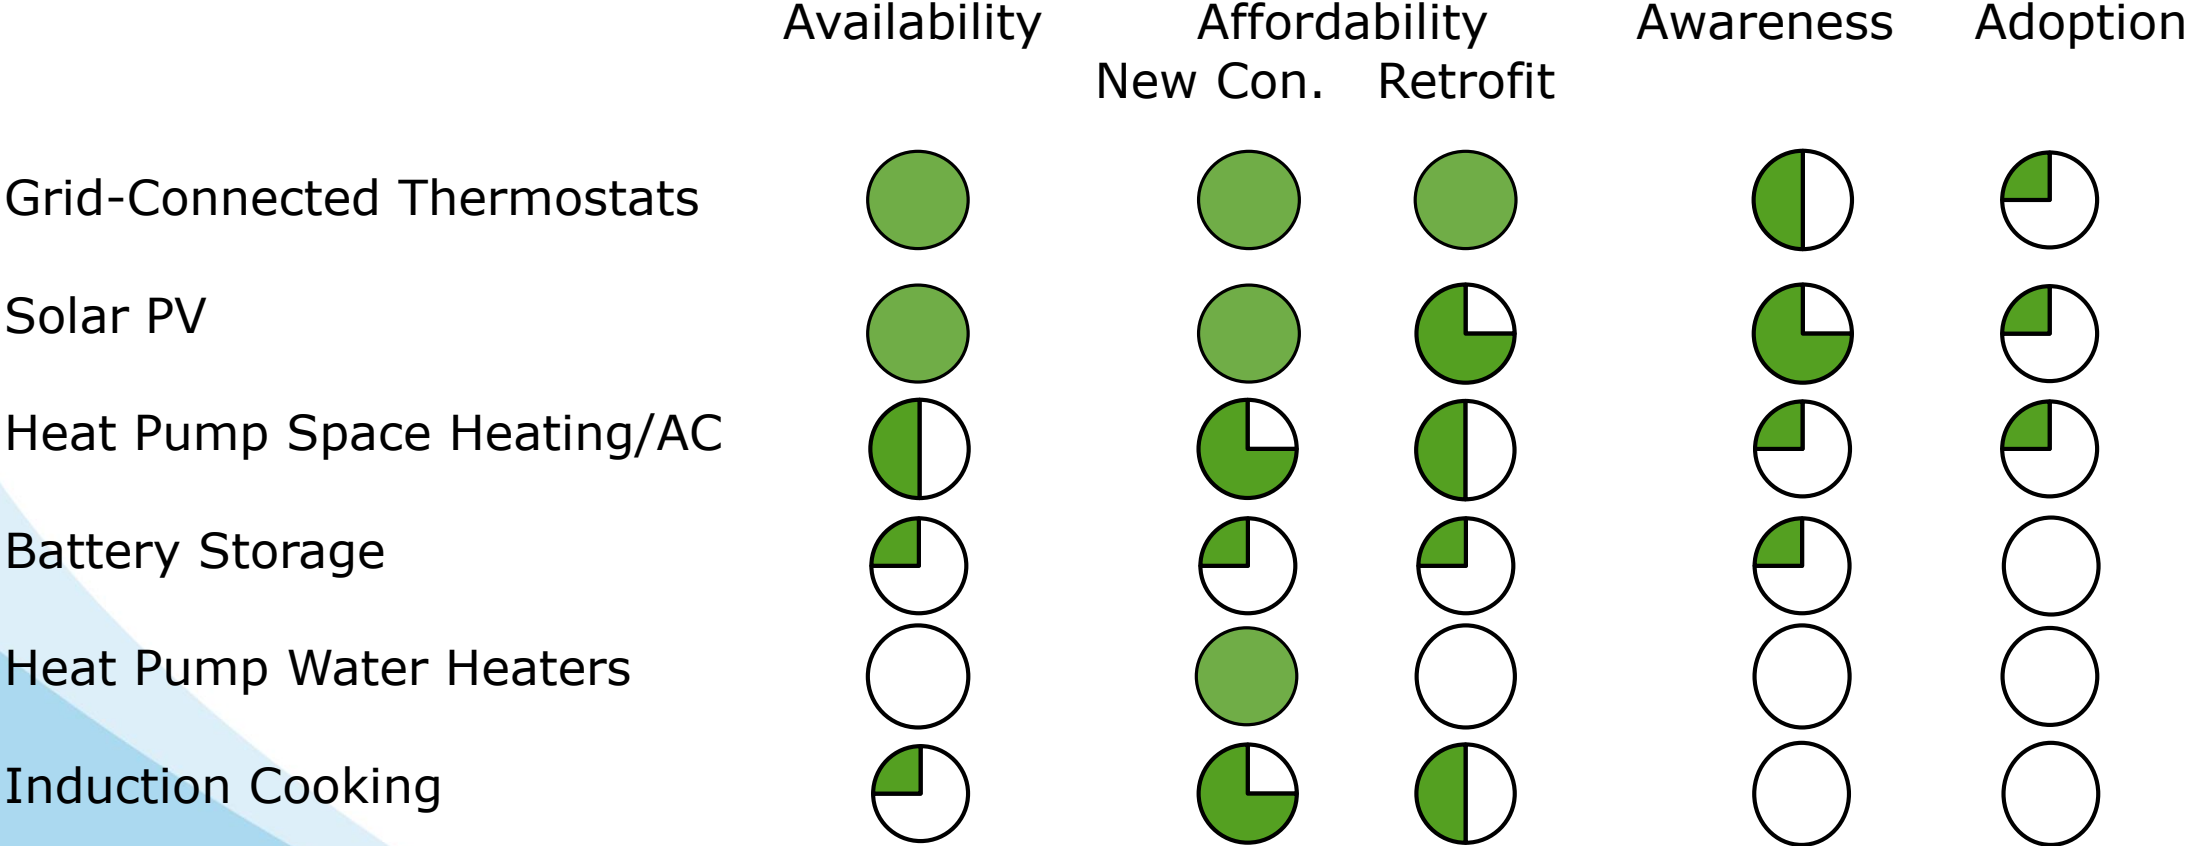 Availability Affordability Awareness Adoption
New Con. Retrofit
Grid-Connected Thermostats
Solar PV
Heat Pump Space Heating/AC
Battery Storage
Heat Pump Water Heaters
Induction Cooking